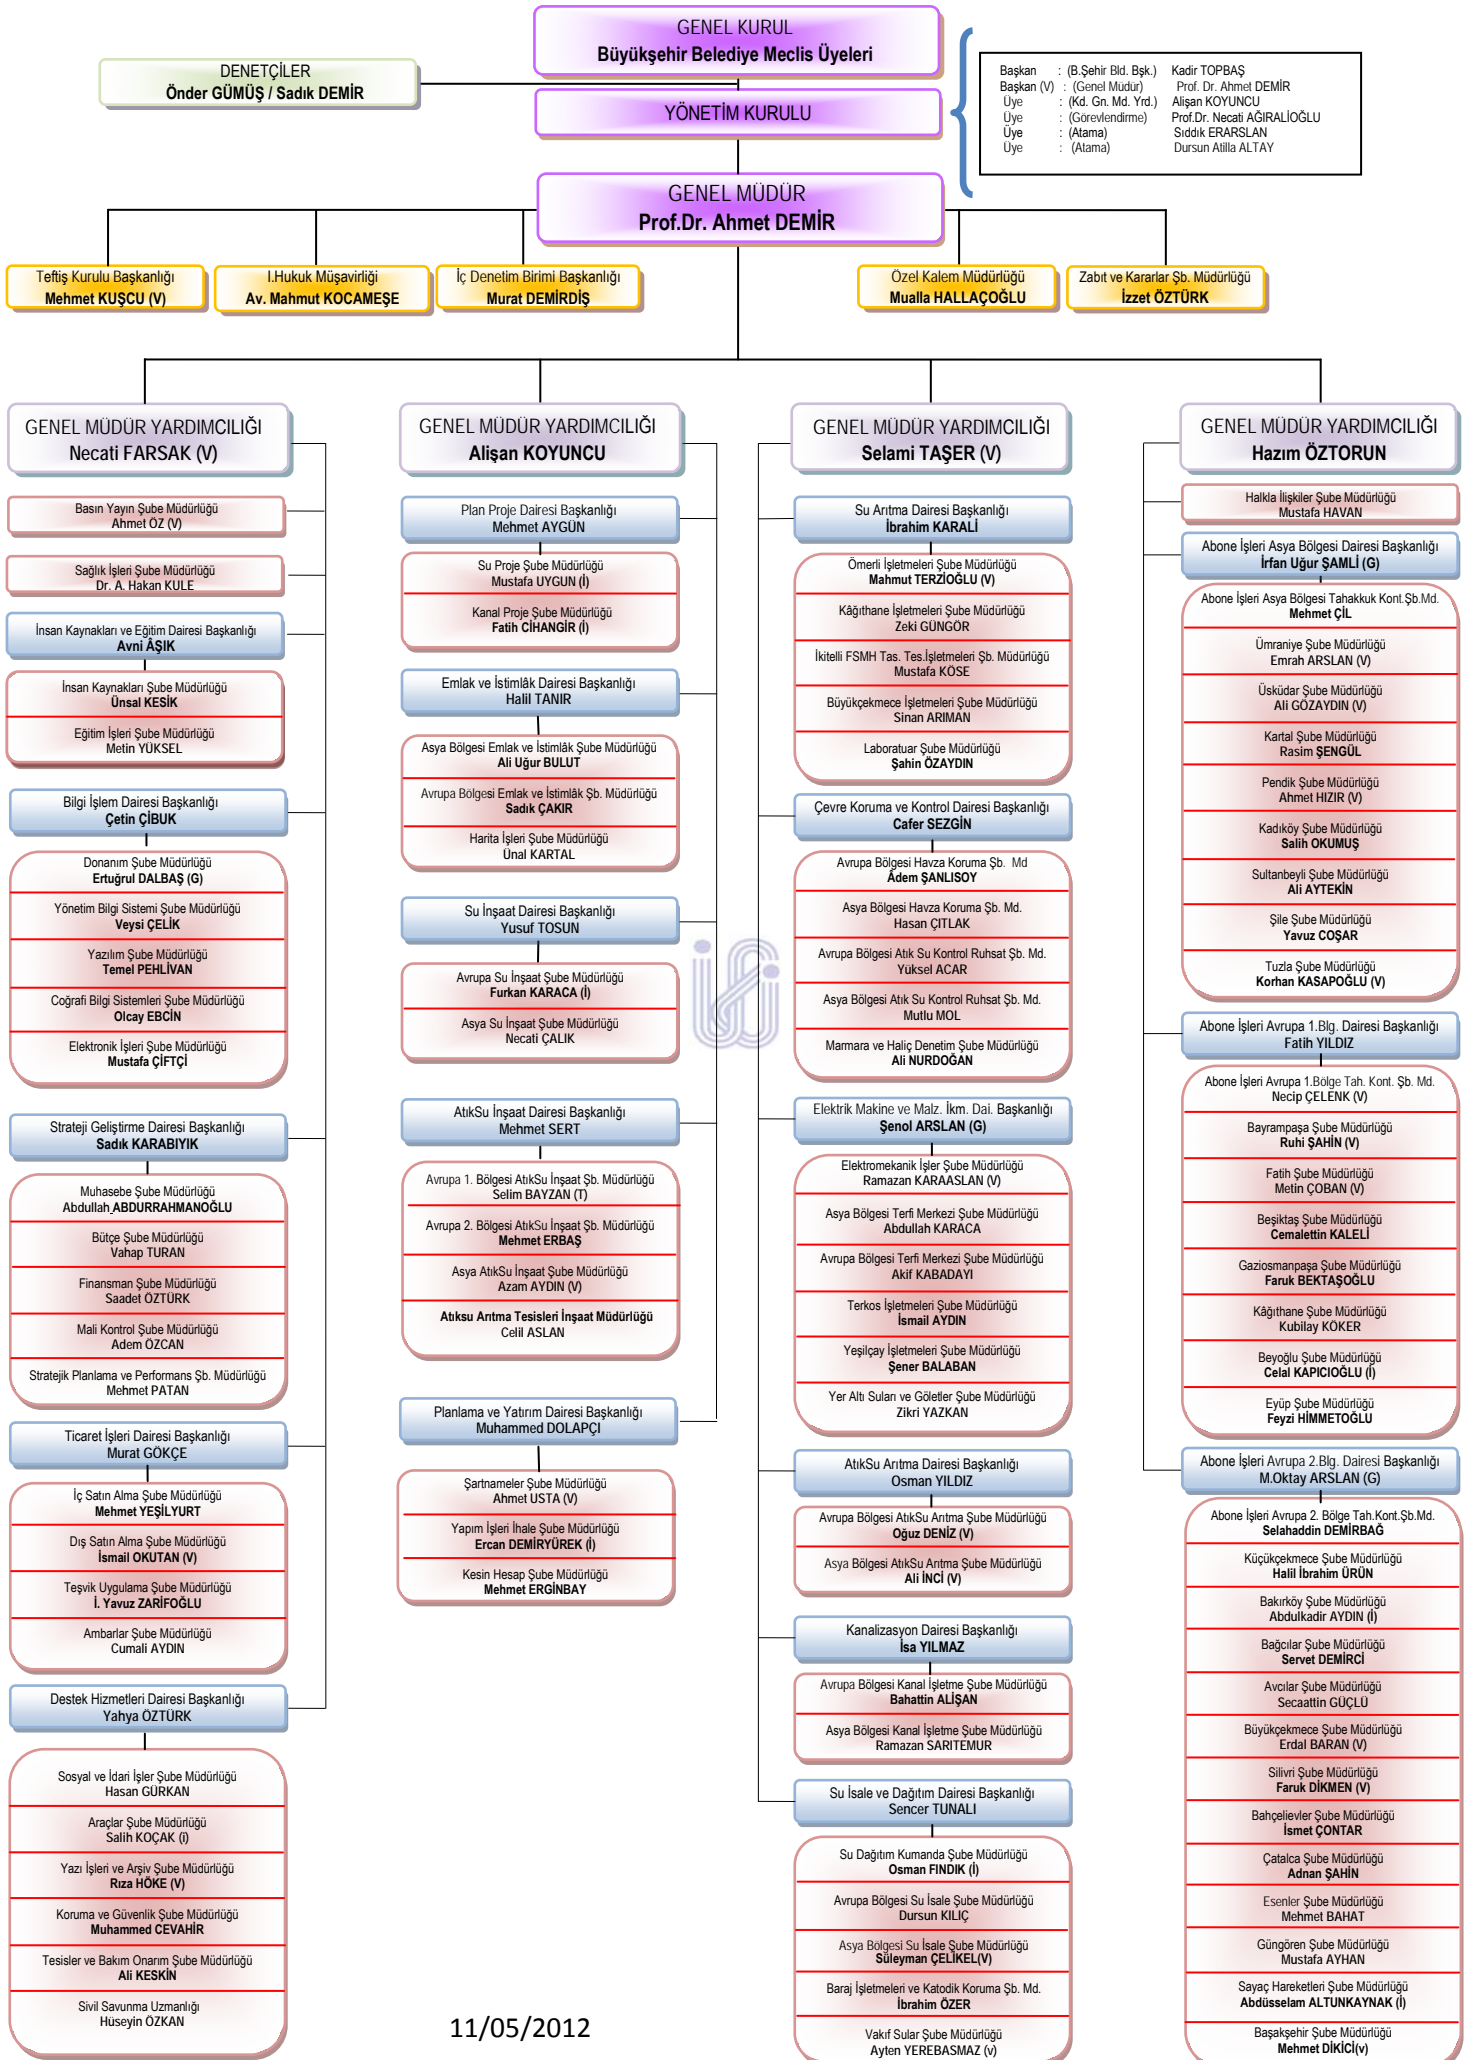 GENEL KURUL
Büyükşehir Belediye Meclis Üyeleri
DENETÇİLER
Önder GÜMÜŞ / Sadık DEMİR
YÖNETİM KURULU
Başkan : (B.Şehir Bld. Bşk.) Kadir TOPBAŞ
Başkan (V) : (Genel Müdür) Prof. Dr. Ahmet DEMİR
Üye : (Kd. Gn. Md. Yrd.) Alişan KOYUNCU
Üye : (Görevlendirme) Prof.Dr. Necati AĞIRALİOĞLU
Üye : (Atama) Sıddık ERARSLAN
Üye : (Atama) Dursun Atilla ALTAY
GENEL MÜDÜR
Prof.Dr. Ahmet DEMİR
Teftiş Kurulu Başkanlığı
Mehmet KUŞCU (V)
I.Hukuk Müşavirliği
Av. Mahmut KOCAMEŞE
İç Denetim Birimi Başkanlığı
Murat DEMİRDİŞ
Özel Kalem Müdürlüğü
Mualla HALLAÇOĞLU
Zabıt ve Kararlar Şb. Müdürlüğü
İzzet ÖZTÜRK
GENEL MÜDÜR YARDIMCILIĞI
Necati FARSAK (V)
Basın Yayın Şube Müdürlüğü
Ahmet ÖZ (V)
Sağlık İşleri Şube Müdürlüğü
Dr. A. Hakan KULE
İnsan Kaynakları ve Eğitim Dairesi Başkanlığı
Avni ÂŞIK
İnsan Kaynakları Şube Müdürlüğü
Ünsal KESİK
Eğitim İşleri Şube Müdürlüğü
Metin YÜKSEL
Bilgi İşlem Dairesi Başkanlığı
Çetin ÇİBUK
Donanım Şube Müdürlüğü
Ertuğrul DALBAŞ (G)
Yönetim Bilgi Sistemi Şube Müdürlüğü
Veysi ÇELİK
Yazılım Şube Müdürlüğü
Temel PEHLİVAN
Coğrafi Bilgi Sistemleri Şube Müdürlüğü
Olcay EBCİN
Elektronik İşleri Şube Müdürlüğü
Mustafa ÇİFTÇİ
Strateji Geliştirme Dairesi Başkanlığı
Sadık KARABIYIK
Muhasebe Şube Müdürlüğü
Abdullah ABDURRAHMANOĞLU
Bütçe Şube Müdürlüğü
Vahap TURAN
Finansman Şube Müdürlüğü
Saadet ÖZTÜRK
Mali Kontrol Şube Müdürlüğü
Adem ÖZCAN
Stratejik Planlama ve Performans Şb. Müdürlüğü
Mehmet PATAN
Ticaret İşleri Dairesi Başkanlığı
Murat GÖKÇE
İç Satın Alma Şube Müdürlüğü
Mehmet YEŞİLYURT
Dış Satın Alma Şube Müdürlüğü
İsmail OKUTAN (V)
Teşvik Uygulama Şube Müdürlüğü
İ. Yavuz ZARİFOĞLU
Ambarlar Şube Müdürlüğü
Cumali AYDIN
Destek Hizmetleri Dairesi Başkanlığı
Yahya ÖZTÜRK
Sosyal ve İdari İşler Şube Müdürlüğü
Hasan GÜRKAN
Araçlar Şube Müdürlüğü
Salih KOÇAK (i)
Yazı İşleri ve Arşiv Şube Müdürlüğü
Rıza HÖKE (V)
Koruma ve Güvenlik Şube Müdürlüğü
Muhammed CEVAHİR
Tesisler ve Bakım Onarım Şube Müdürlüğü
Ali KESKİN
Sivil Savunma Uzmanlığı
Hüseyin ÖZKAN
GENEL MÜDÜR YARDIMCILIĞI
Alişan KOYUNCU
Plan Proje Dairesi Başkanlığı
Mehmet AYGÜN
Su Proje Şube Müdürlüğü
Mustafa UYGUN (İ)
Kanal Proje Şube Müdürlüğü
Fatih CİHANGİR (İ)
Emlak ve İstimlâk Dairesi Başkanlığı
Halil TANIR
Asya Bölgesi Emlak ve İstimlâk Şube Müdürlüğü
Ali Uğur BULUT
Avrupa Bölgesi Emlak ve İstimlâk Şb. Müdürlüğü
Sadık ÇAKIR
Harita İşleri Şube Müdürlüğü
Ünal KARTAL
Su İnşaat Dairesi Başkanlığı
Yusuf TOSUN
Avrupa Su İnşaat Şube Müdürlüğü
Furkan KARACA (İ)
Asya Su İnşaat Şube Müdürlüğü
Necati ÇALIK
AtıkSu İnşaat Dairesi Başkanlığı
Mehmet SERT
Avrupa 1. Bölgesi AtıkSu İnşaat Şb. Müdürlüğü
Selim BAYZAN (T)
Avrupa 2. Bölgesi AtıkSu İnşaat Şb. Müdürlüğü
Mehmet ERBAŞ
Asya AtıkSu İnşaat Şube Müdürlüğü
Azam AYDIN (V)
Atıksu Arıtma Tesisleri İnşaat Müdürlüğü
Celil ASLAN
Planlama ve Yatırım Dairesi Başkanlığı
Muhammed DOLAPÇI
Şartnameler Şube Müdürlüğü
Ahmet USTA (V)
Yapım İşleri İhale Şube Müdürlüğü
Ercan DEMİRYÜREK (İ)
Kesin Hesap Şube Müdürlüğü
Mehmet ERGİNBAY
GENEL MÜDÜR YARDIMCILIĞI
Selami TAŞER (V)
Su Arıtma Dairesi Başkanlığı
İbrahim KARALİ
Ömerli İşletmeleri Şube Müdürlüğü
Mahmut TERZİOĞLU (V)
Kâğıthane İşletmeleri Şube Müdürlüğü
Zeki GÜNGÖR
İkitelli FSMH Tas. Tes.İşletmeleri Şb. Müdürlüğü
Mustafa KÖSE
Büyükçekmece İşletmeleri Şube Müdürlüğü
Sinan ARIMAN
Laboratuar Şube Müdürlüğü
Şahin ÖZAYDIN
Çevre Koruma ve Kontrol Dairesi Başkanlığı
Cafer SEZGİN
Avrupa Bölgesi Havza Koruma Şb. Md
Âdem ŞANLISOY
Asya Bölgesi Havza Koruma Şb. Md.
Hasan ÇITLAK
Avrupa Bölgesi Atık Su Kontrol Ruhsat Şb. Md.
Yüksel ACAR
Asya Bölgesi Atık Su Kontrol Ruhsat Şb. Md.
Mutlu MOL
Marmara ve Haliç Denetim Şube Müdürlüğü
Ali NURDOĞAN
Elektrik Makine ve Malz. İkm. Dai. Başkanlığı
Şenol ARSLAN (G)
Elektromekanik İşler Şube Müdürlüğü
Ramazan KARAASLAN (V)
Asya Bölgesi Terfi Merkezi Şube Müdürlüğü
Abdullah KARACA
Avrupa Bölgesi Terfi Merkezi Şube Müdürlüğü
Akif KABADAYI
Terkos İşletmeleri Şube Müdürlüğü
İsmail AYDIN
Yeşilçay İşletmeleri Şube Müdürlüğü
Şener BALABAN
Yer Altı Suları ve Göletler Şube Müdürlüğü
Zikri YAZKAN
AtıkSu Arıtma Dairesi Başkanlığı
Osman YILDIZ
Avrupa Bölgesi AtıkSu Arıtma Şube Müdürlüğü
Oğuz DENİZ (V)
Asya Bölgesi AtıkSu Arıtma Şube Müdürlüğü
Ali İNCİ (V)
Kanalizasyon Dairesi Başkanlığı
İsa YILMAZ
Avrupa Bölgesi Kanal İşletme Şube Müdürlüğü
Bahattin ALİŞAN
Asya Bölgesi Kanal İşletme Şube Müdürlüğü
Ramazan SARITEMUR
Su İsale ve Dağıtım Dairesi Başkanlığı
Sencer TUNALI
Su Dağıtım Kumanda Şube Müdürlüğü
Osman FINDIK (İ)
Avrupa Bölgesi Su İsale Şube Müdürlüğü
Dursun KILIÇ
Asya Bölgesi Su İsale Şube Müdürlüğü
Süleyman ÇELİKEL(V)
Baraj İşletmeleri ve Katodik Koruma Şb. Md.
İbrahim ÖZER
Vakıf Sular Şube Müdürlüğü
Ayten YEREBASMAZ (v)
GENEL MÜDÜR YARDIMCILIĞI
Hazım ÖZTORUN
Halkla İlişkiler Şube Müdürlüğü
Mustafa HAVAN
Abone İşleri Asya Bölgesi Dairesi Başkanlığı
İrfan Uğur ŞAMLİ (G)
Abone İşleri Asya Bölgesi Tahakkuk Kont.Şb.Md.
Mehmet ÇİL
Ümraniye Şube Müdürlüğü
Emrah ARSLAN (V)
Üsküdar Şube Müdürlüğü
Ali GÖZAYDIN (V)
Kartal Şube Müdürlüğü
Rasim ŞENGÜL
Pendik Şube Müdürlüğü
Ahmet HIZIR (V)
Kadıköy Şube Müdürlüğü
Salih OKUMUŞ
Sultanbeyli Şube Müdürlüğü
Ali AYTEKİN
Şile Şube Müdürlüğü
Yavuz COŞAR
Tuzla Şube Müdürlüğü
Korhan KASAPOĞLU (V)
Abone İşleri Avrupa 1.Blg. Dairesi Başkanlığı
Fatih YILDIZ
Abone İşleri Avrupa 1.Bölge Tah. Kont. Şb. Md.
Necip ÇELENK (V)
Bayrampaşa Şube Müdürlüğü
Ruhi ŞAHİN (V)
Fatih Şube Müdürlüğü
Metin ÇOBAN (V)
Beşiktaş Şube Müdürlüğü
Cemalettin KALELİ
Gaziosmanpaşa Şube Müdürlüğü
Faruk BEKTAŞOĞLU
Kâğıthane Şube Müdürlüğü
Kubilay KÖKER
Beyoğlu Şube Müdürlüğü
Celal KAPICIOĞLU (İ)
Eyüp Şube Müdürlüğü
Feyzi HİMMETOĞLU
Abone İşleri Avrupa 2.Blg. Dairesi Başkanlığı
M.Oktay ARSLAN (G)
Abone İşleri Avrupa 2. Bölge Tah.Kont.Şb.Md.
Selahaddin DEMİRBAĞ
Küçükçekmece Şube Müdürlüğü
Halil İbrahim ÜRÜN
Bakırköy Şube Müdürlüğü
Abdulkadir AYDIN (İ)
Bağcılar Şube Müdürlüğü
Servet DEMİRCİ
Avcılar Şube Müdürlüğü
Secaattin GÜÇLÜ
Büyükçekmece Şube Müdürlüğü
Erdal BARAN (V)
Silivri Şube Müdürlüğü
Faruk DİKMEN (V)
Bahçelievler Şube Müdürlüğü
İsmet ÇONTAR
Çatalca Şube Müdürlüğü
Adnan ŞAHİN
Esenler Şube Müdürlüğü
Mehmet BAHAT
Güngören Şube Müdürlüğü
Mustafa AYHAN
Sayaç Hareketleri Şube Müdürlüğü
Abdüsselam ALTUNKAYNAK (İ)
Başakşehir Şube Müdürlüğü
Mehmet DİKİCİ(v)
11/05/2012